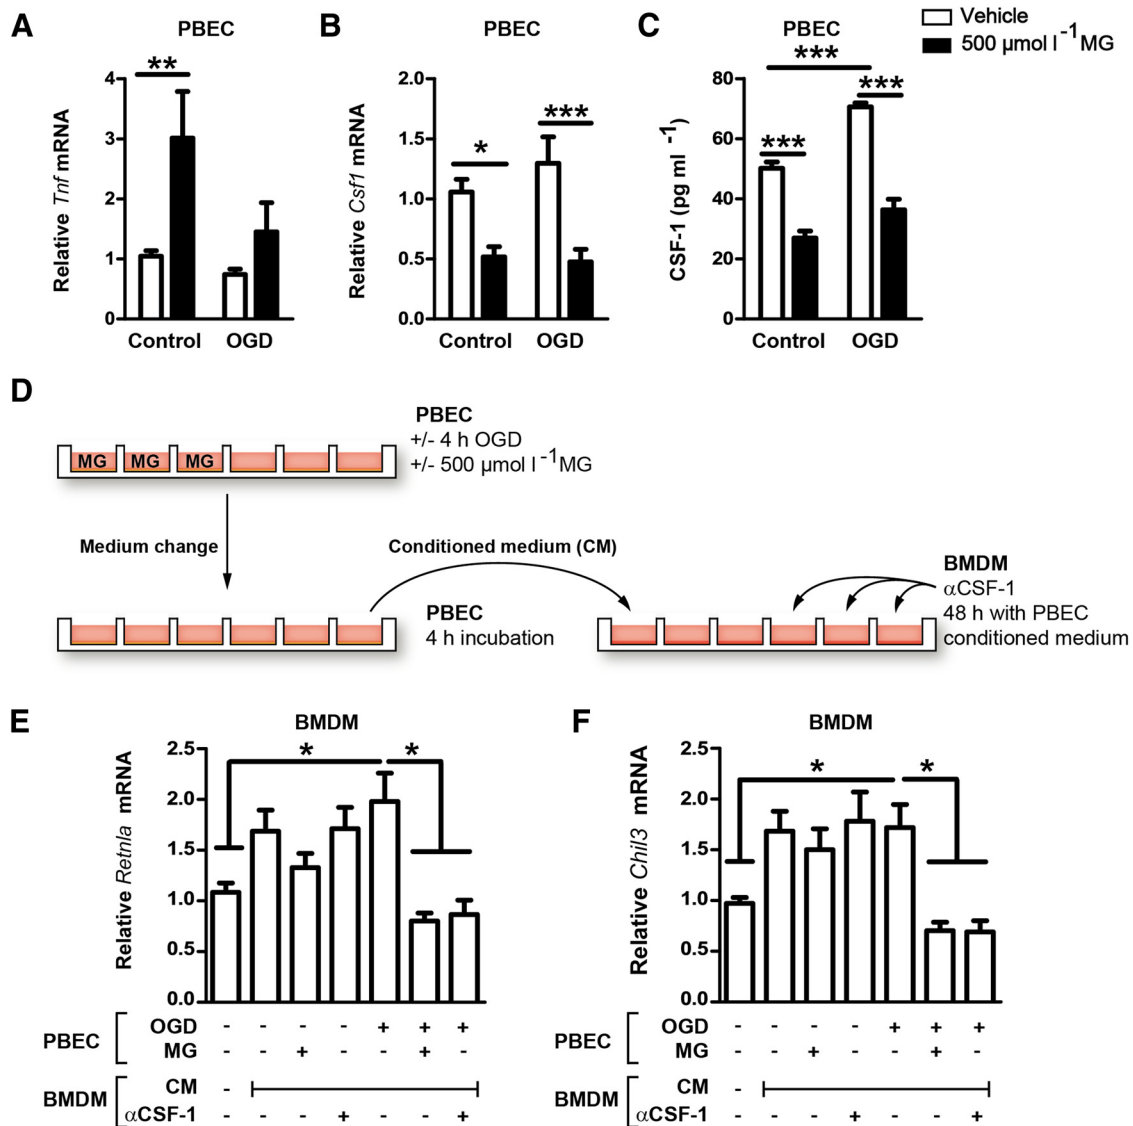 A
PBEC
**
Relative Tnf mRNA
4
3
2
1
0
Control
OGD
B
PBEC
*
***
Relative Csf1 mRNA
2.0
1.5
1.0
0.5
0.0
Control
OGD
C
PBEC
***
***
***
CSF-1 (pg ml -1)
80
60
40
20
0
Control
OGD
Vehicle
500 µmol l-1MG
D
PBEC
+/- 4 h OGD
+/- 500 µmol l-1MG
MG MG MG
Medium change
Conditioned medium (CM)
PBEC
4 h incubation
BMDM
αCSF-1
48 h with PBEC
conditioned medium
E
BMDM
*
*
Relative Retnla mRNA
2.5
2.0
1.5
1.0
0.5
0.0
PBEC
OGD - - - - + + +
MG - - + - - + -
BMDM
CM -
αCSF-1 - - - + - - +
F
BMDM
*
*
Relative Chil3 mRNA
2.5
2.0
1.5
1.0
0.5
0.0
PBEC
OGD - - - - + + +
MG - - + - - + -
BMDM
CM -
αCSF-1 - - - + - - +